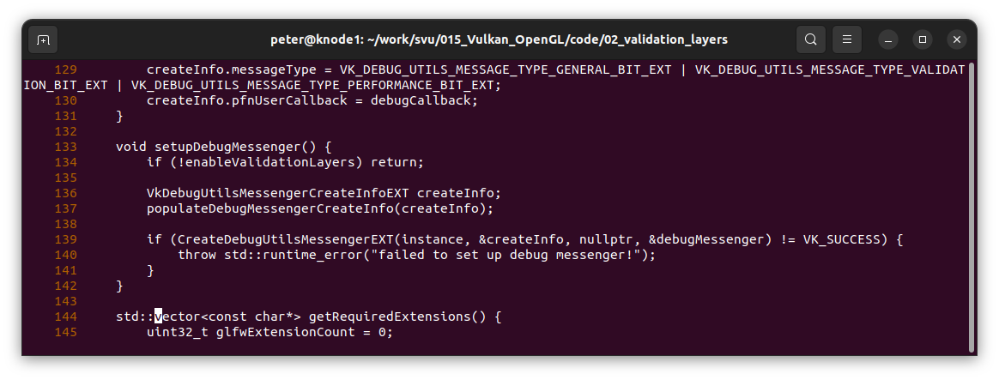 peter@knode1: ~/work/svu/015_Vulkan_OpenGL/code/02_validation_layers
129         createInfo.messageType = VK_DEBUG_UTILS_MESSAGE_TYPE_GENERAL_BIT_EXT | VK_DEBUG_UTILS_MESSAGE_TYPE_VALIDAT
ION_BIT_EXT | VK_DEBUG_UTILS_MESSAGE_TYPE_PERFORMANCE_BIT_EXT;
130         createInfo.pfnUserCallback = debugCallback;
131     }
132
133     void setupDebugMessenger() {
134         if (!enableValidationLayers) return;
135
136         VkDebugUtilsMessengerCreateInfoEXT createInfo;
137         populateDebugMessengerCreateInfo(createInfo);
138
139         if (CreateDebugUtilsMessengerEXT(instance, &createInfo, nullptr, &debugMessenger) != VK_SUCCESS) {
140             throw std::runtime_error("failed to set up debug messenger!");
141         }
142     }
143
144     std::vector<const char*> getRequiredExtensions() {
145         uint32_t glfwExtensionCount = 0;